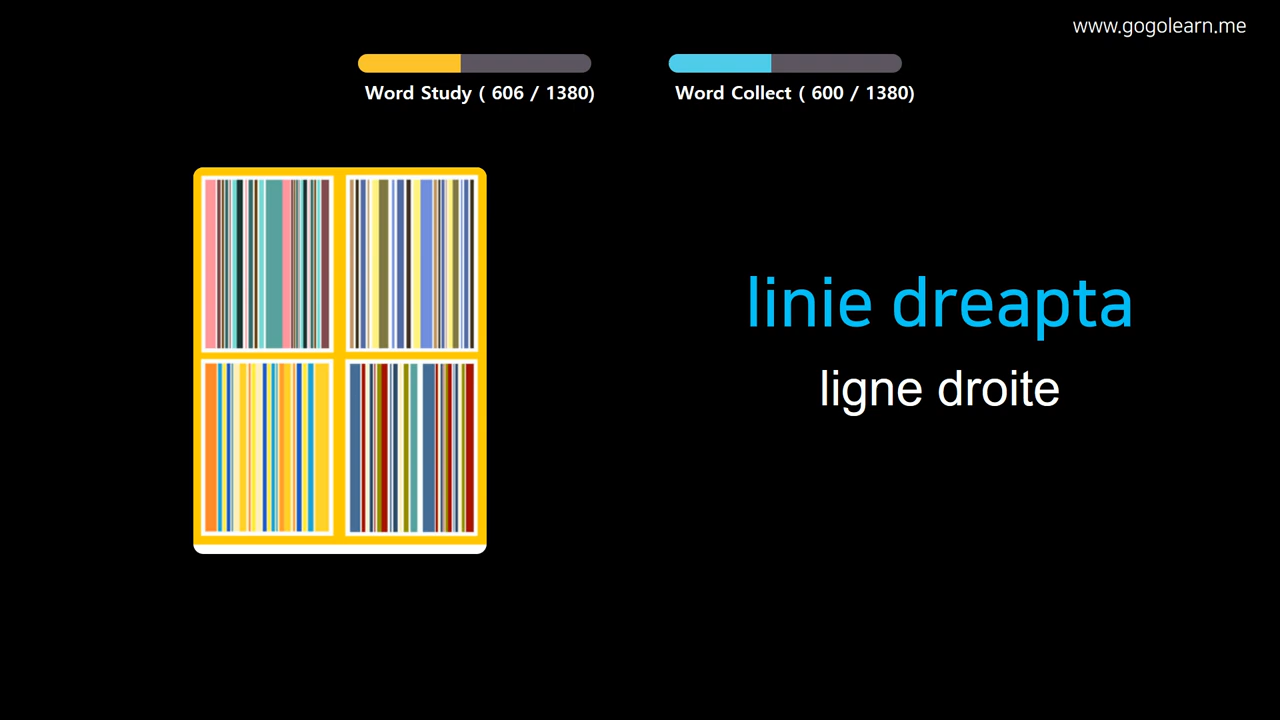 www.gogolearn.me
Word Study ( 606 / 1380)
Word Collect ( 600 / 1380)
linie dreapta
ligne droite